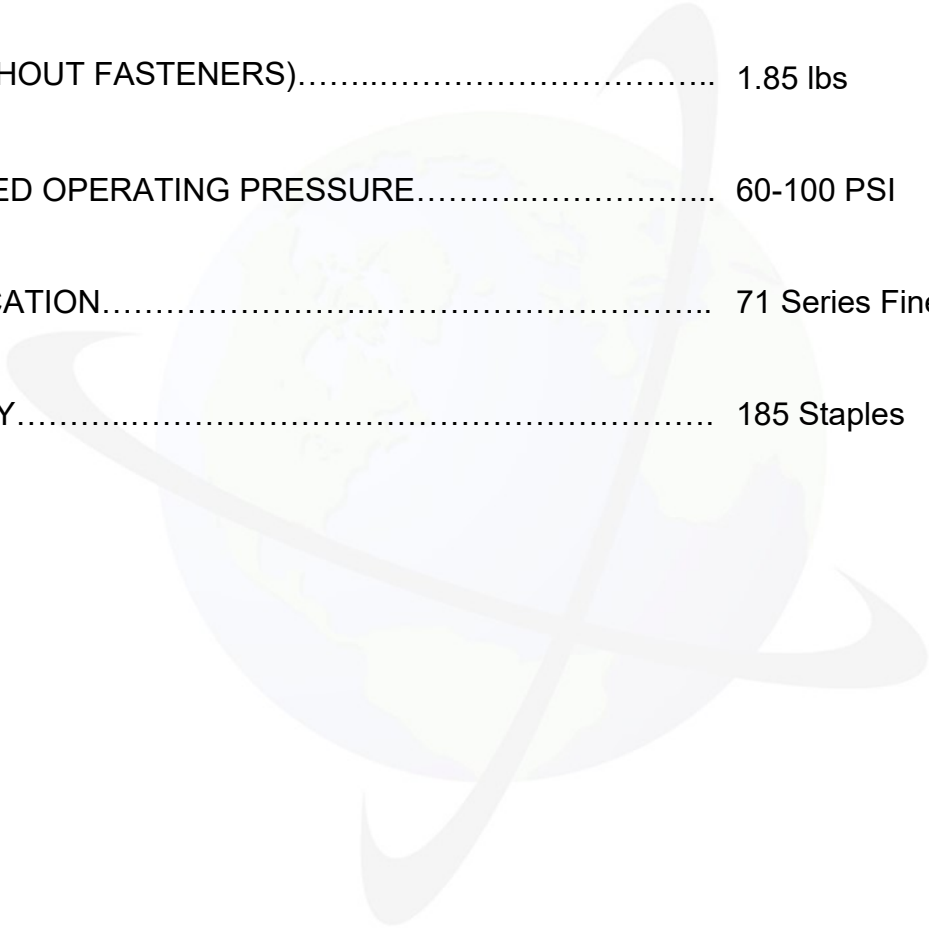 HOUT FASTENERS)……..………………………….. 1.85 lbs
ED OPERATING PRESSURE………..……………... 60-100 PSI
CATION……………………..………………………….. 71 Series Fine
Y………..………………………………………………. 185 Staples